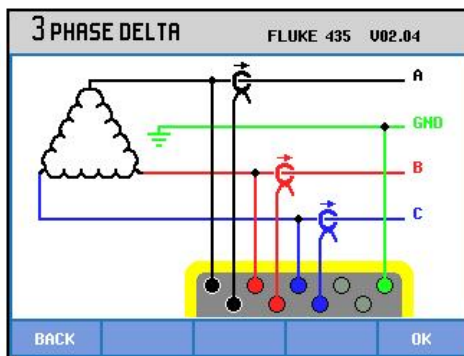 3 PHASE DELTA FLUKE 435 V02.04
A
GND
B
C
BACK OK